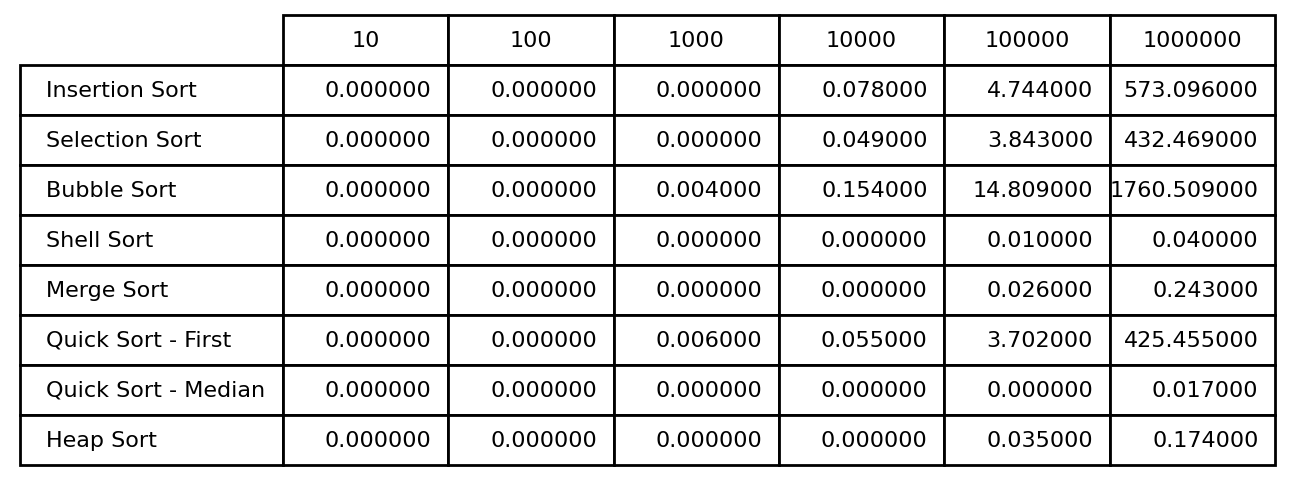 10 100 1000 10000 100000 1000000
Insertion Sort 0.000000 0.000000 0.000000 0.078000 4.744000 573.096000
Selection Sort 0.000000 0.000000 0.000000 0.049000 3.843000 432.469000
Bubble Sort 0.000000 0.000000 0.004000 0.154000 14.809000 1760.509000
Shell Sort 0.000000 0.000000 0.000000 0.000000 0.010000 0.040000
Merge Sort 0.000000 0.000000 0.000000 0.000000 0.026000 0.243000
Quick Sort - First 0.000000 0.000000 0.006000 0.055000 3.702000 425.455000
Quick Sort - Median 0.000000 0.000000 0.000000 0.000000 0.000000 0.017000
Heap Sort 0.000000 0.000000 0.000000 0.000000 0.035000 0.174000